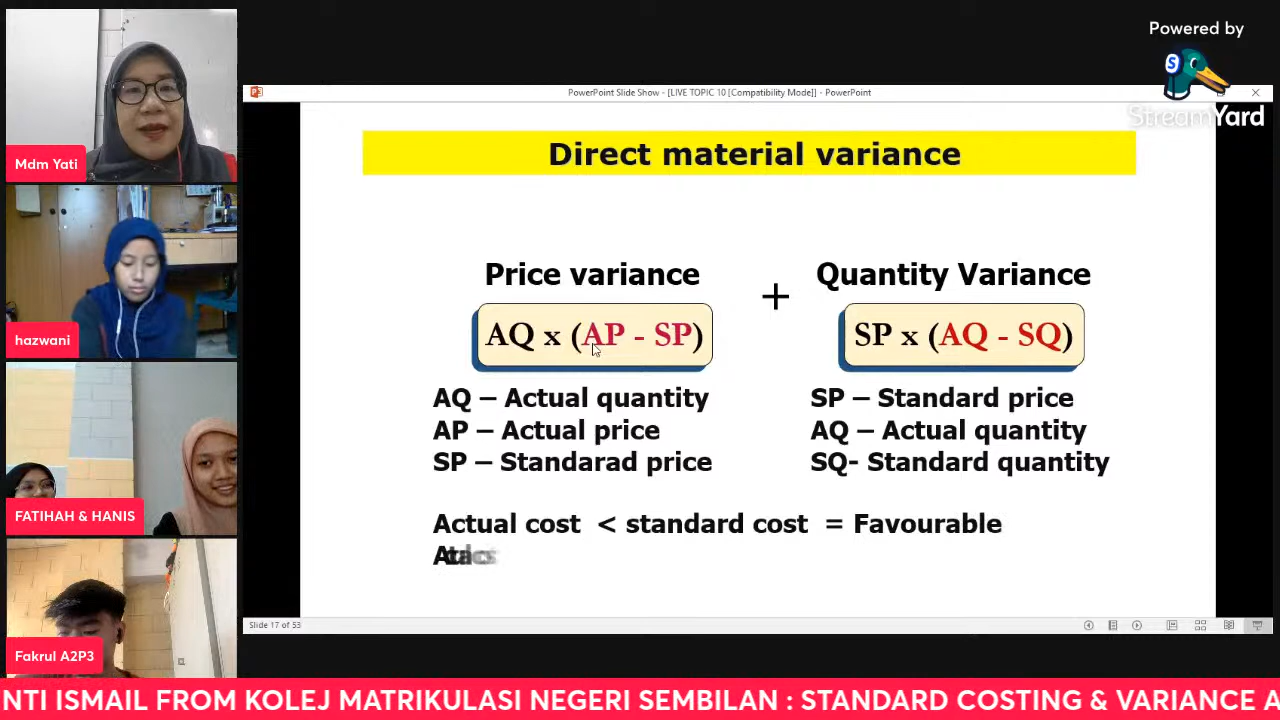 Powered by
StreamYard
PowerPoint Slide Show - [LIVE TOPIC 10 [Compatibility Mode]] - PowerPoint
Direct material variance
Price variance
+
Quantity Variance
AQ x (AP - SP)
SP x (AQ - SQ)
AQ – Actual quantity
AP – Actual price
SP – Standarad price
SP – Standard price
AQ – Actual quantity
SQ- Standard quantity
Actual cost < standard cost = Favourable
Slide 17 of 53
Mdm Yati
hazwani
FATIHAH & HANIS
Fakrul A2P3
NTI ISMAIL FROM KOLEJ MATRIKULASI NEGERI SEMBILAN : STANDARD COSTING & VARIANCE A